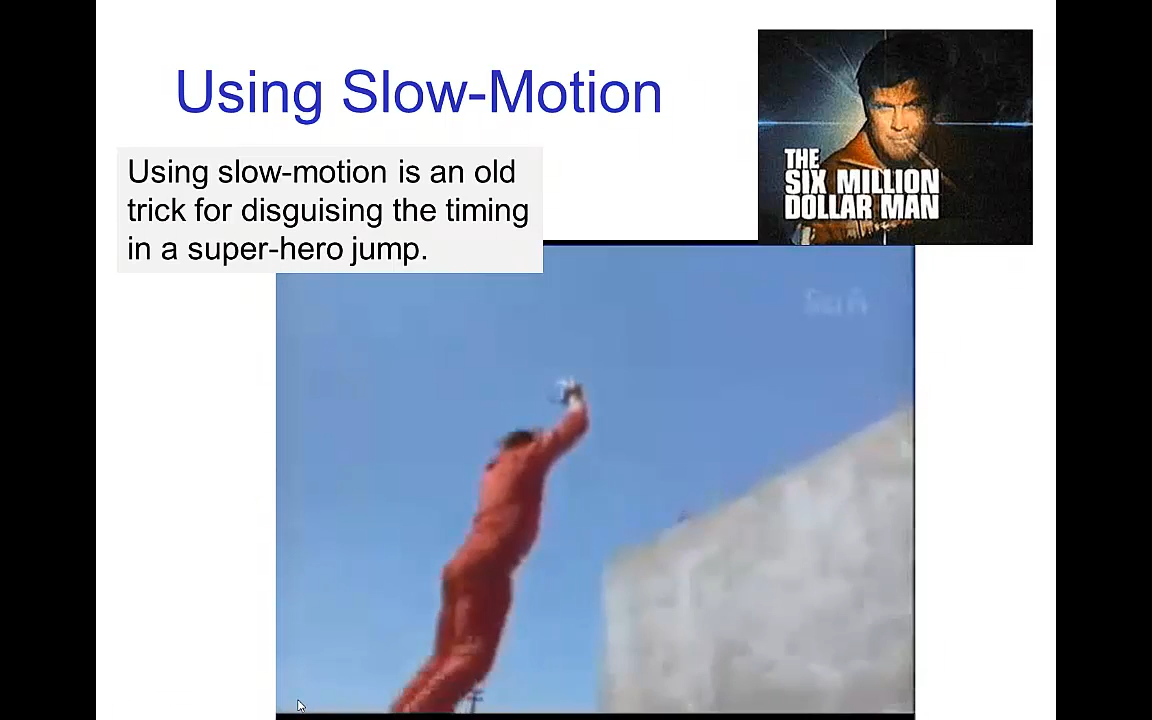 Using Slow-Motion
Using slow-motion is an old
trick for disguising the timing
in a super-hero jump.
THE
SIX MILLION
DOLLAR MAN